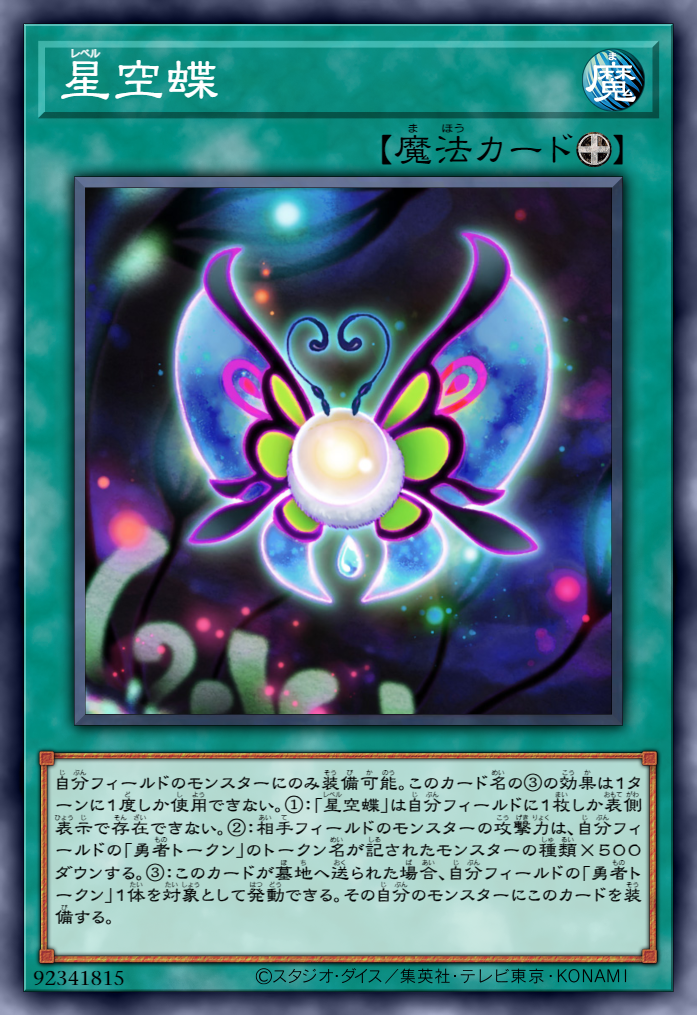 星空蝶
魔
【魔法カード】
自分フィールドのモンスターにのみ装備可能。このカード名の③の効果は1タ
ーンに1度しか使用できない。①：「星空蝶」は自分フィールドに1枚しか表側
表示で存在できない。②：相手フィールドのモンスターの攻撃力は、自分フィ
ールドの「勇者トークン」のトークン名が記されたモンスターの種類×500
ダウンする。③：このカードが墓地へ送られた場合、自分フィールドの「勇者ト
ークン」1体を対象として発動できる。その自分のモンスターにこのカードを装
備する。
92341815
©スタジオ・ダイス／集英社・テレビ東京・KONAMI